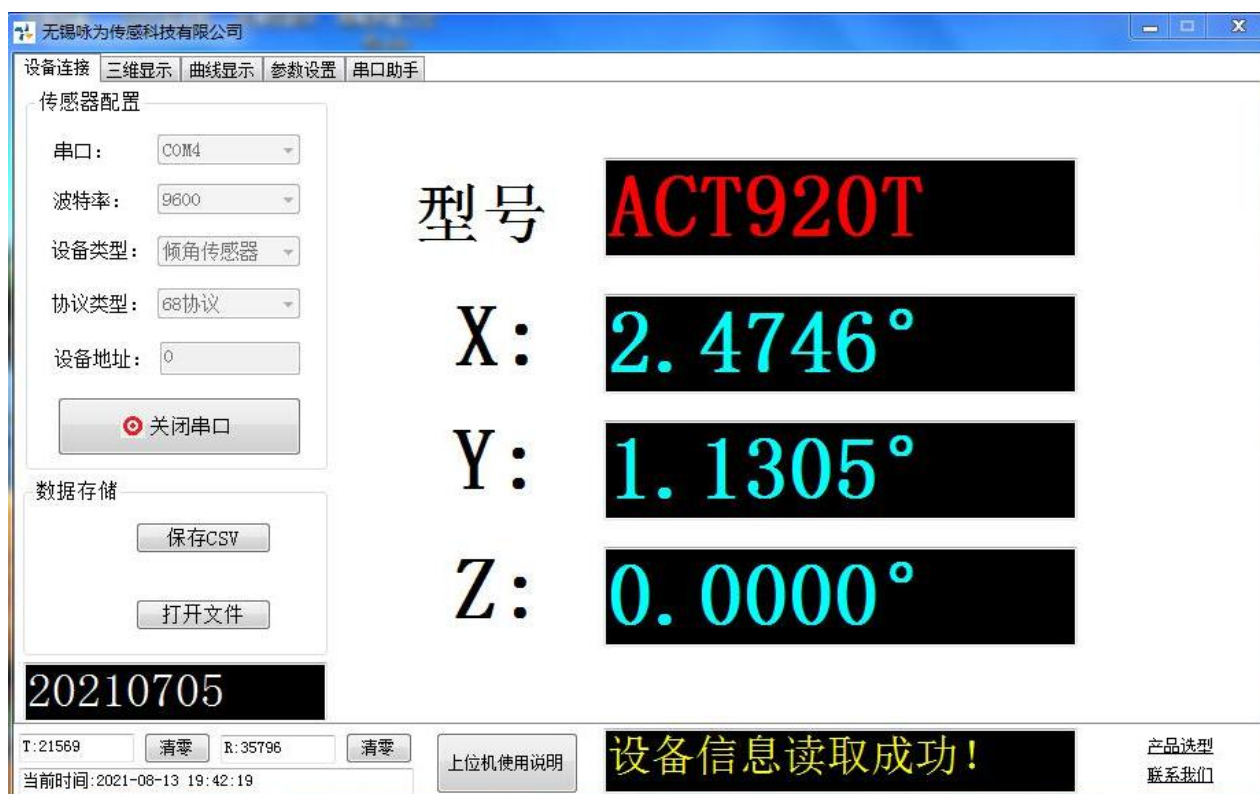 无锡咏为传感科技有限公司
设备连接 三维显示 曲线显示 参数设置 串口助手
传感器配置
串口： COM4
波特率： 9600
设备类型： 倾角传感器
协议类型： 68协议
设备地址： 0
关闭串口
数据存储
保存CSV
打开文件
20210705
型号 ACT920T
X: 2.4746°
Y: 1.1305°
Z: 0.0000°
T:21569 清零 R:35796 清零
当前时间:2021-08-13 19:42:19
上位机使用说明
设备信息读取成功!
产品选型
联系我们